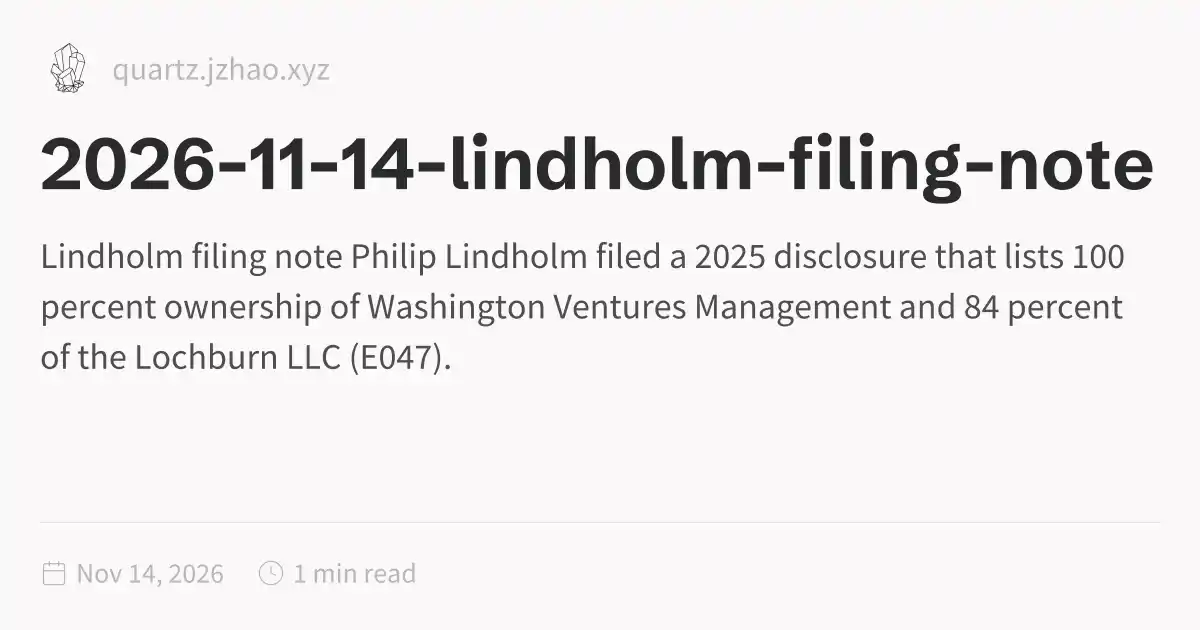 quartz.jzhao.xyz
2026-11-14-lindholm-filing-note
Lindholm filing note Philip Lindholm filed a 2025 disclosure that lists 100
percent ownership of Washington Ventures Management and 84 percent
of the Lochburn LLC (E047).
Nov 14, 2026 1 min read